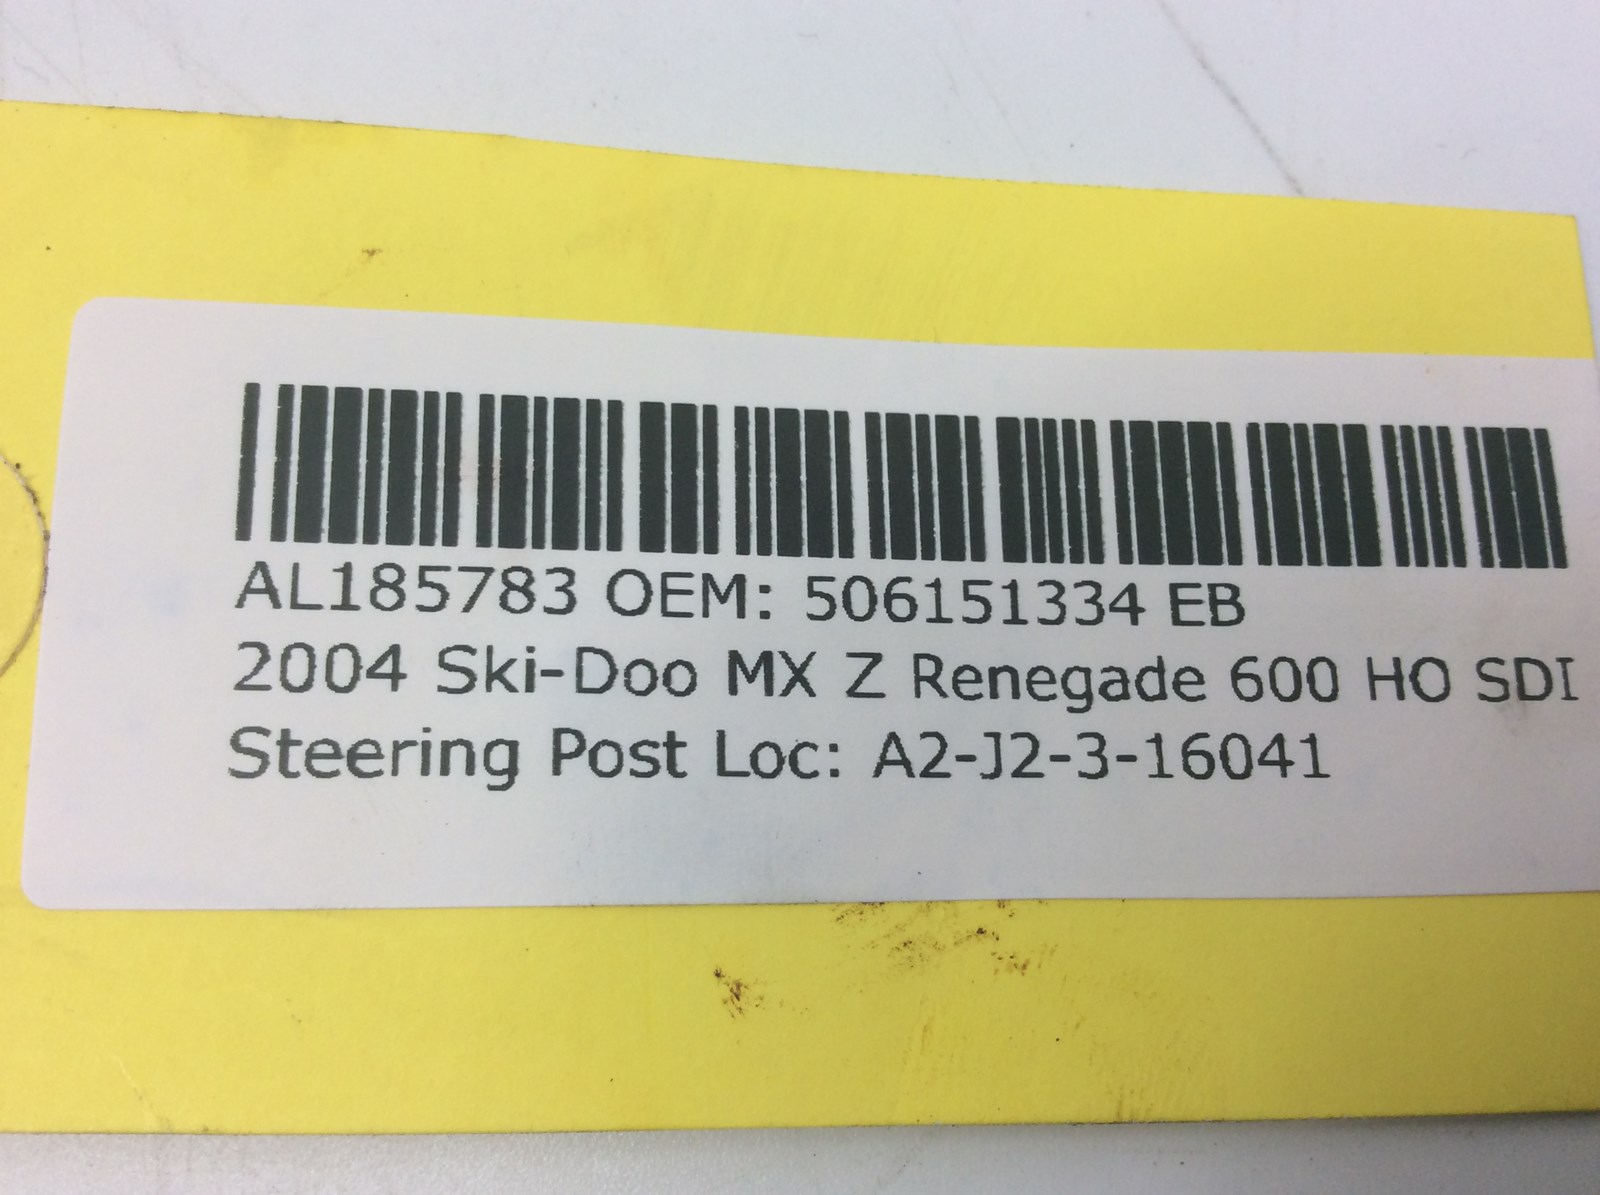 AL185783 OEM: 506151334 EB
2004 Ski-Doo MX Z Renegade 600 HO SDI
Steering Post Loc: A2-J2-3-16041